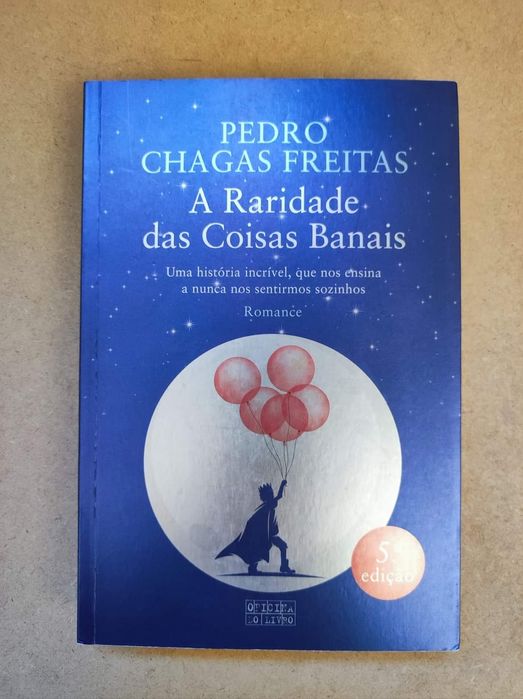 PEDRO
CHAGAS FREITAS
A Raridade
das Coisas Banais
Uma história incrível, que nos ensina
a nunca nos sentirmos sozinhos
Romance
5.ª
edição
OFICINA
DO LIVRO